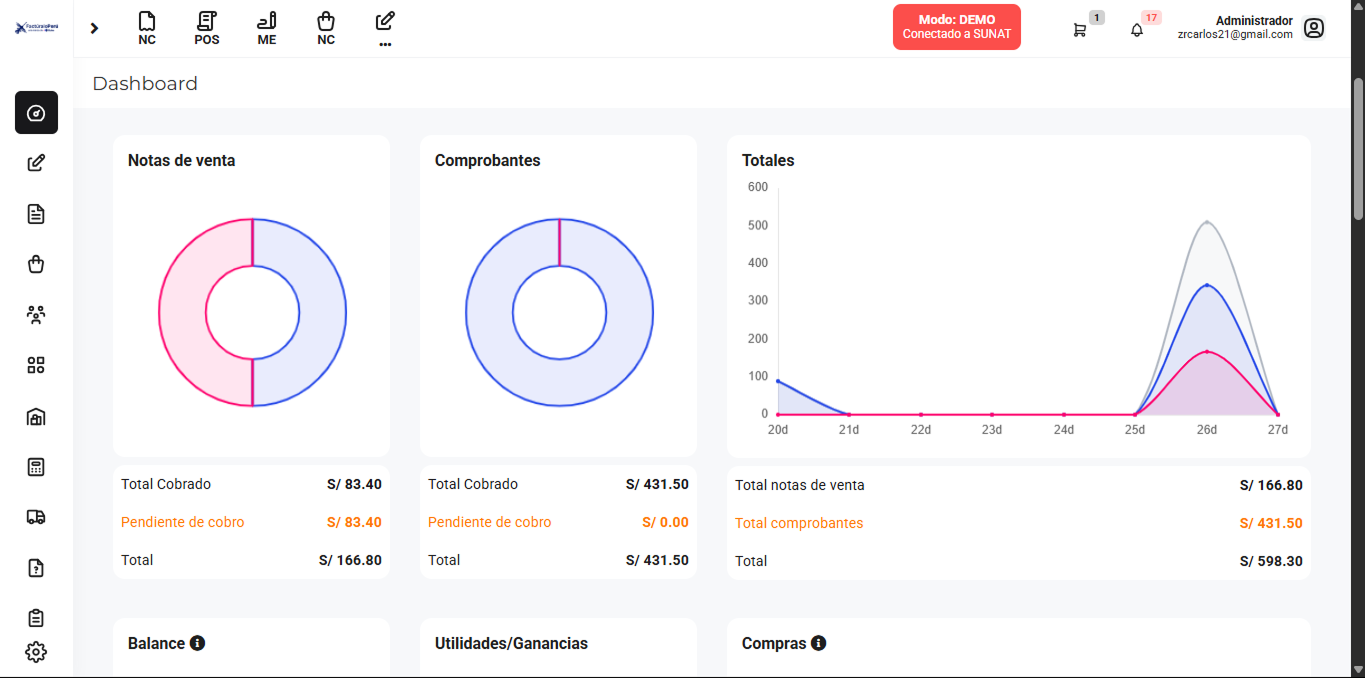 FactúralaPerú
NC
POS
ME
NC
...
Modo: DEMO
Conectado a SUNAT
1
17
Administrador
zrcarlos21@gmail.com
Dashboard
Notas de venta
Comprobantes
Totales
600
500
400
300
200
100
0
20d 21d 22d 23d 24d 25d 26d 27d
Total Cobrado S/ 83.40
Pendiente de cobro S/ 83.40
Total S/ 166.80
Total Cobrado S/ 431.50
Pendiente de cobro S/ 0.00
Total S/ 431.50
Total notas de venta S/ 166.80
Total comprobantes S/ 431.50
Total S/ 598.30
Balance
Utilidades/Ganancias
Compras